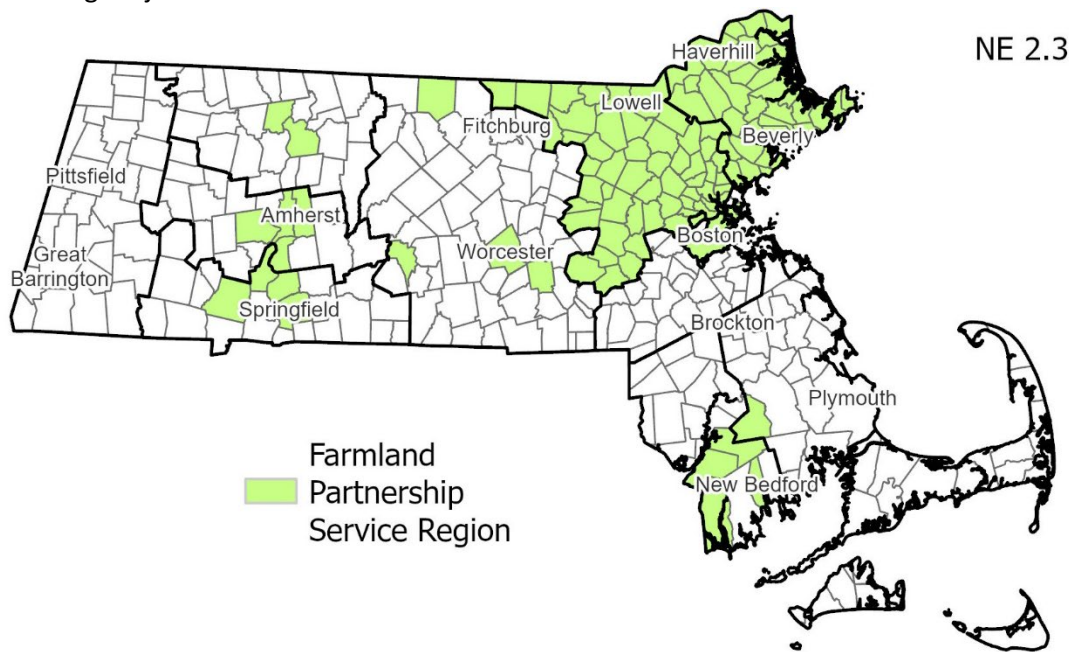 Haverhill
NE 2.3
Lowell
Fitchburg
Beverly
Pittsfield
Amherst
Boston
Worcester
Great
Barrington
Springfield
Brockton
Plymouth
New Bedford
Farmland
Partnership
Service Region